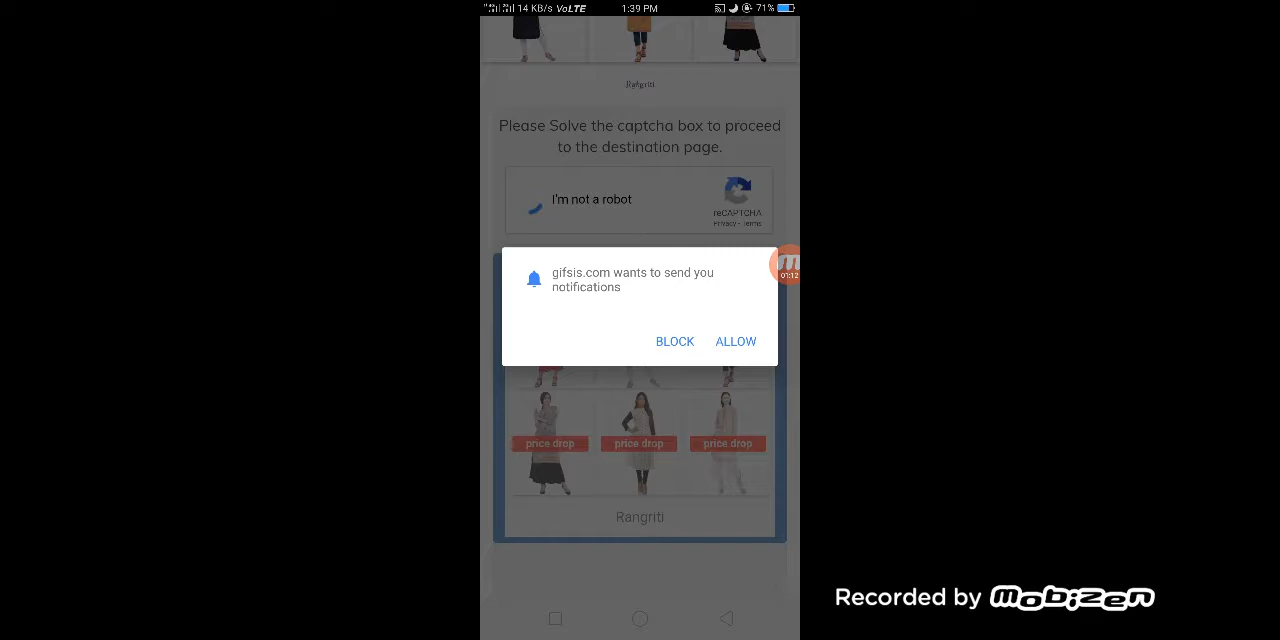 14 KB/s VoLTE 1:39 PM 71%
Rangriti
Please Solve the captcha box to proceed
to the destination page.
I'm not a robot
reCAPTCHA
Privacy - Terms
gifsis.com wants to send you
notifications
01:12
BLOCK ALLOW
price drop price drop price drop
Rangriti
Recorded by mobizen